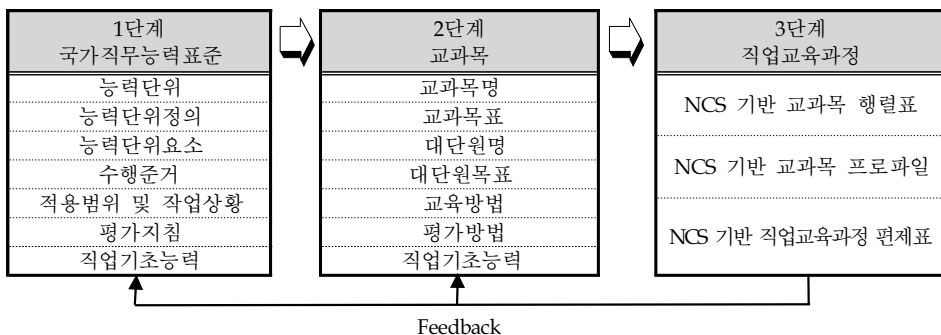 1단계
국가직무능력표준
능력단위
능력단위정의
능력단위요소
수행준거
적용범위 및 작업상황
평가지침
직업기초능력
2단계
교과목
교과목명
교과목표
대단원명
대단원목표
교육방법
평가방법
직업기초능력
3단계
직업교육과정
NCS 기반 교과목 행렬표
NCS 기반 교과목 프로파일
NCS 기반 직업교육과정 편제표
Feedback